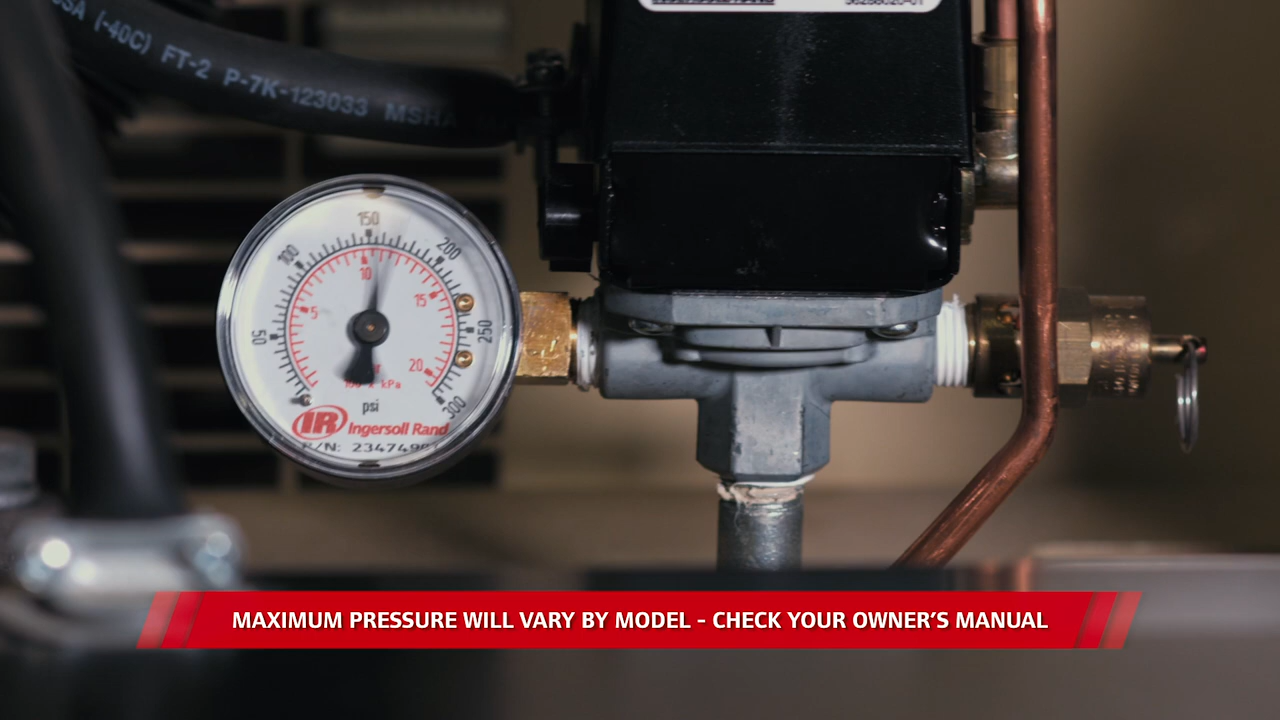 (-40C) FT-2 P-7K-123033 MSHA
150
100
200
10
15
5
50
250
20
300
psi
IR Ingersoll Rand
MAXIMUM PRESSURE WILL VARY BY MODEL - CHECK YOUR OWNER'S MANUAL